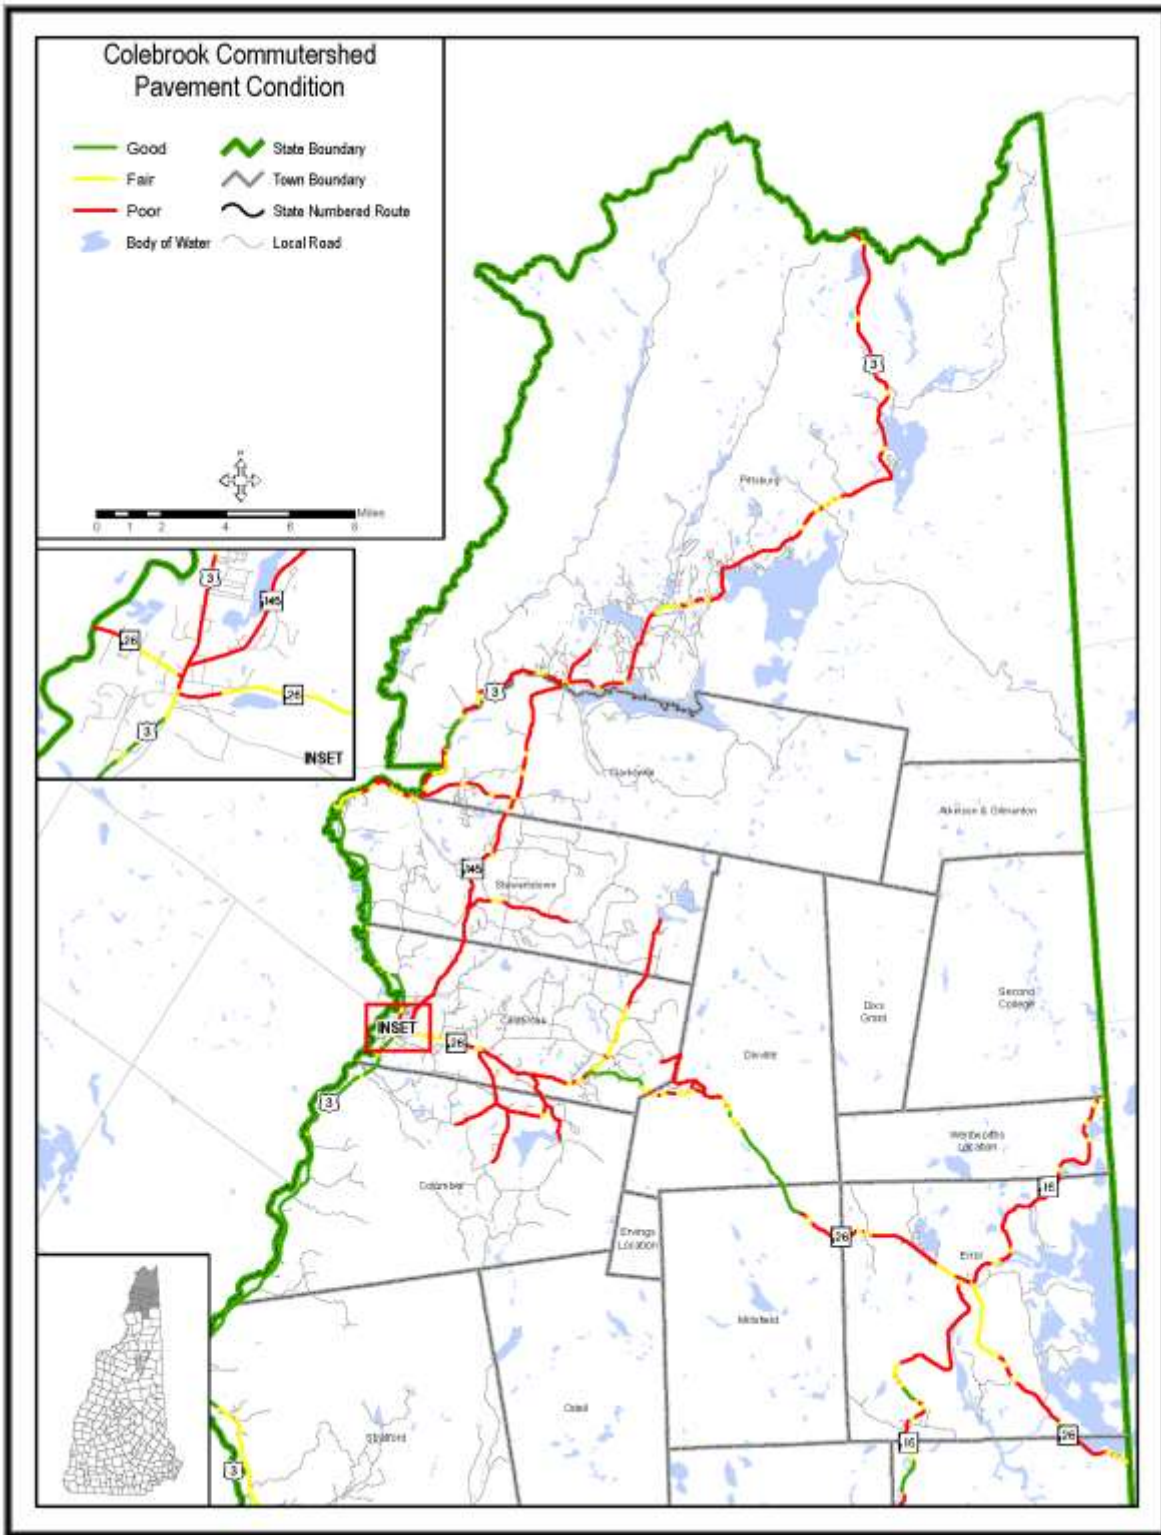 Colebrook Commutershed
Pavement Condition
Good
State Boundary
Fair
Town Boundary
Poor
State Numbered Route
Body of Water
Local Road
N
Miles
0 1 2 4 6 8
3
145
26
26
3
INSET
3
Pittsburg
3
Clarksville
Atkinson & Gilmanton
145
Stewartstown
Second
College
Dixs
Grant
INSET
Colebrook
26
Dixville
3
Wentworths
Location
Columbia
16
Ervings
Location
26
Errol
Millsfield
Odell
Stratford
26
16
3